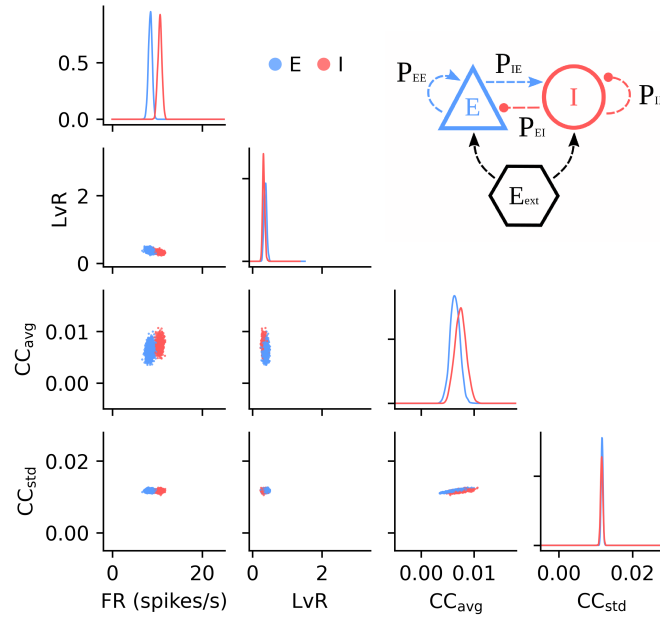 0.5
0.0
E I
P_EE
P_IE
E
I
P_EI
E_ext
LvR
2
0
CC_avg
0.01
0.00
CC_std
0.02
0.00
0 20
0 2
0.00 0.01
0.00 0.02
FR (spikes/s)
LvR
CC_avg
CC_std